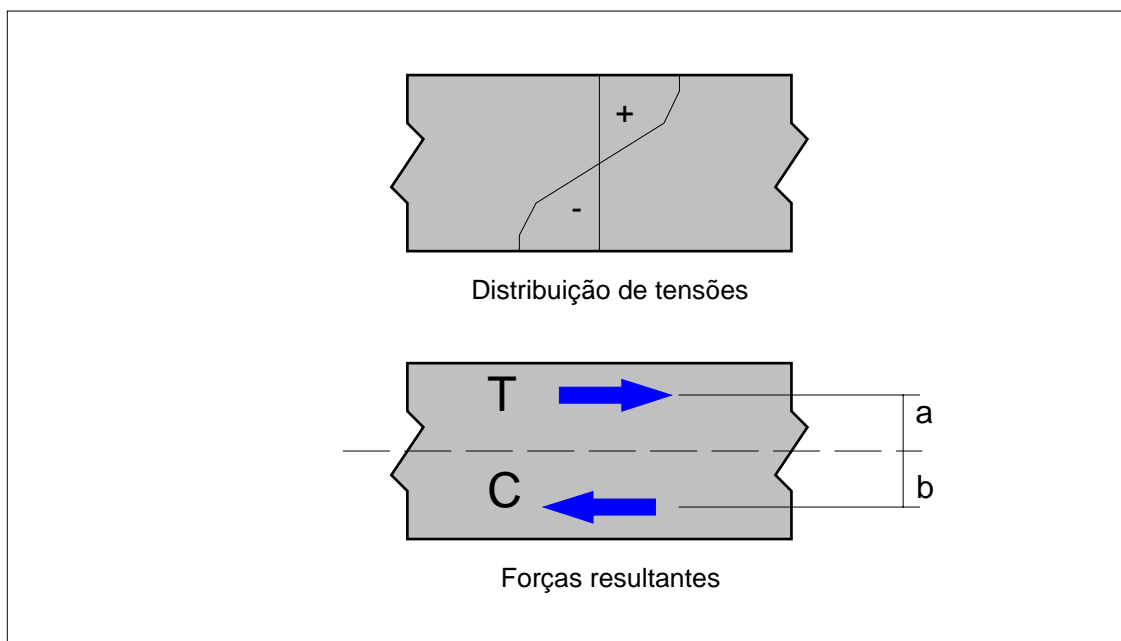 +
-
Distribuição de tensões
T
a
C
b
Forças resultantes